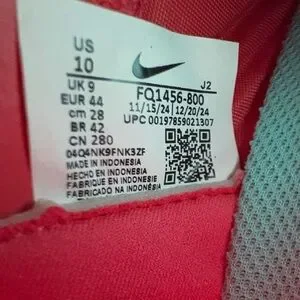 US
10
UK 9
EUR 44
cm 28
BR 42
CN 280
J2
FQ1456-800
11/15/24 12/20/24
UPC 00197859021307
04Q4NK9FNK3ZF
MADE IN INDONESIA
HECHO EN INDONESIA
FABRIQUE EN INDONESIE
FABRICADO NA INDONÉSIA